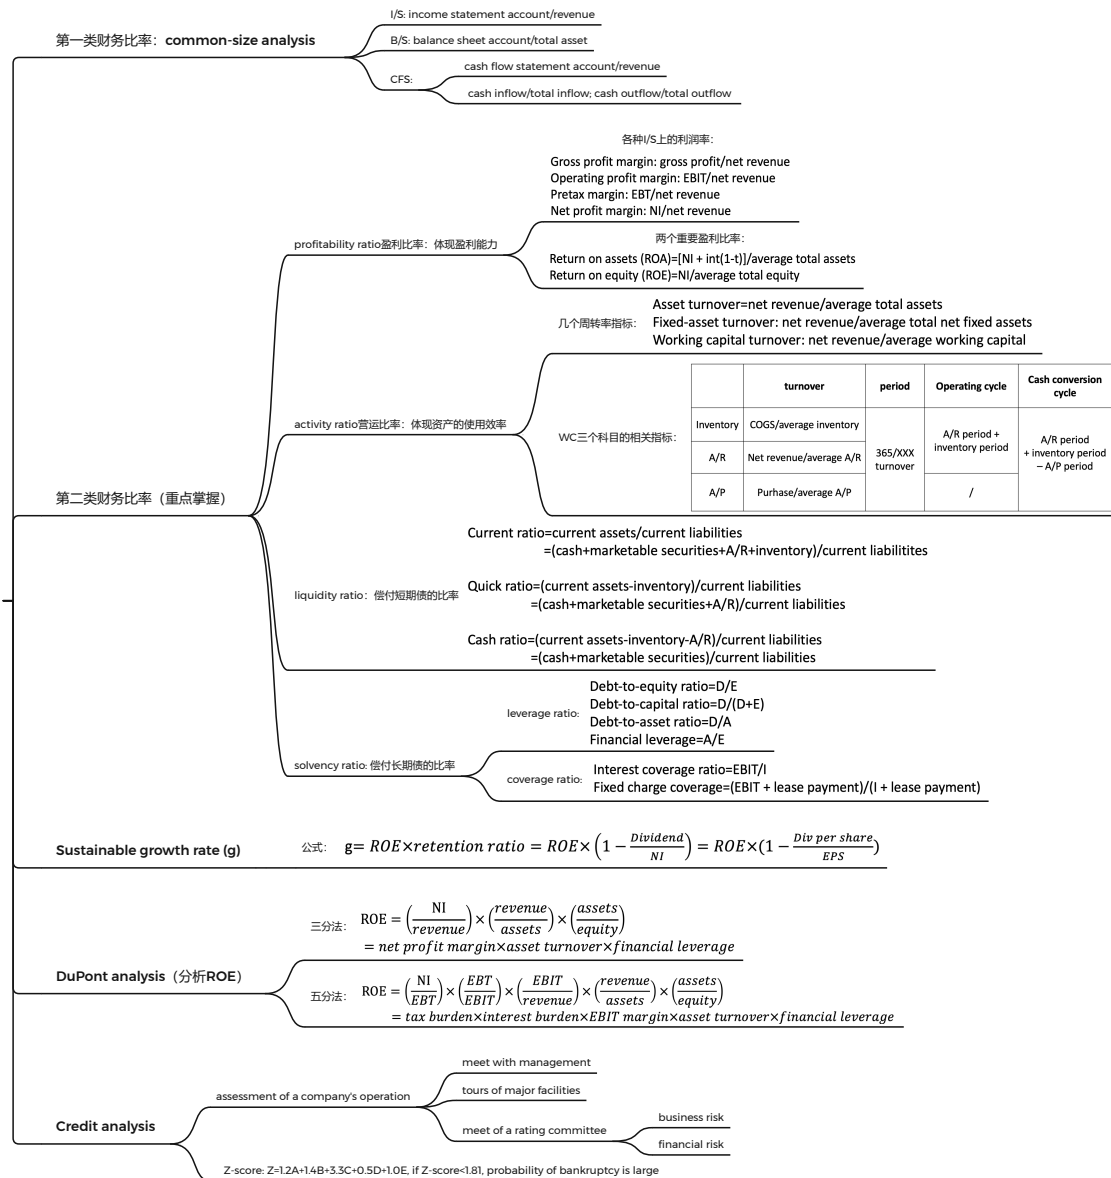 第一类财务比率：common-size analysis
I/S: income statement account/revenue
B/S: balance sheet account/total asset
CFS:
cash flow statement account/revenue
cash inflow/total inflow; cash outflow/total outflow
第二类财务比率（重点掌握）
profitability ratio盈利比率：体现盈利能力
各种I/S上的利润率：
Gross profit margin: gross profit/net revenue
Operating profit margin: EBIT/net revenue
Pretax margin: EBT/net revenue
Net profit margin: NI/net revenue
两个重要盈利比率：
Return on assets (ROA)=[NI + int(1-t)]/average total assets
Return on equity (ROE)=NI/average total equity
activity ratio营运比率：体现资产的使用效率
几个周转率指标：
Asset turnover=net revenue/average total assets
Fixed-asset turnover: net revenue/average total net fixed assets
Working capital turnover: net revenue/average working capital
WC三个科目的相关指标：
turnover period Operating cycle Cash conversion cycle
Inventory COGS/average inventory
A/R Net revenue/average A/R
A/P Purhase/average A/P
365/XXX
turnover
A/R period +
inventory period
/
A/R period
+ inventory period
– A/P period
liquidity ratio：偿付短期债的比率
Current ratio=current assets/current liabilities
=(cash+marketable securities+A/R+inventory)/current liabilitites
Quick ratio=(current assets-inventory)/current liabilities
=(cash+marketable securities+A/R)/current liabilities
Cash ratio=(current assets-inventory-A/R)/current liabilities
=(cash+marketable securities)/current liabilities
solvency ratio: 偿付长期债的比率
leverage ratio:
Debt-to-equity ratio=D/E
Debt-to-capital ratio=D/(D+E)
Debt-to-asset ratio=D/A
Financial leverage=A/E
coverage ratio:
Interest coverage ratio=EBIT/I
Fixed charge coverage=(EBIT + lease payment)/(I + lease payment)
Sustainable growth rate (g)
公式： g= ROE×retention ratio = ROE×(1 − Dividend/NI) = ROE×(1 − Div per share/EPS)
DuPont analysis（分析ROE）
三分法： ROE = (NI/revenue)×(revenue/assets)×(assets/equity)
= net profit margin×asset turnover×financial leverage
五分法： ROE = (NI/EBT)×(EBT/EBIT)×(EBIT/revenue)×(revenue/assets)×(assets/equity)
= tax burden×interest burden×EBIT margin×asset turnover×financial leverage
Credit analysis
assessment of a company's operation
meet with management
tours of major facilities
meet of a rating committee
business risk
financial risk
Z-score: Z=1.2A+1.4B+3.3C+0.5D+1.0E, if Z-score<1.81, probability of bankruptcy is large